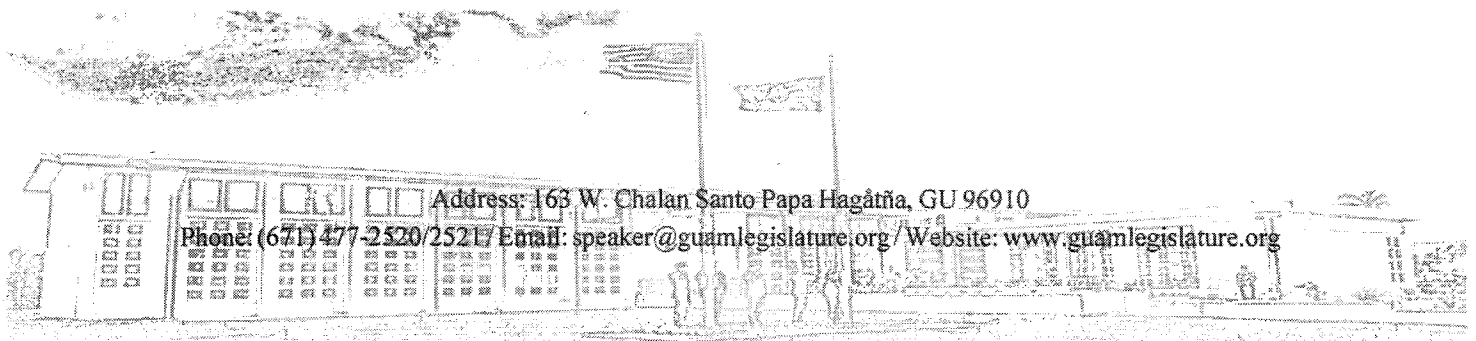 Address: 163 W. Chalan Santo Papa Hagåtña, GU 96910
Phone: (671) 477-2520/2521 / Email: speaker@guamlegislature.org / Website: www.guamlegislature.org